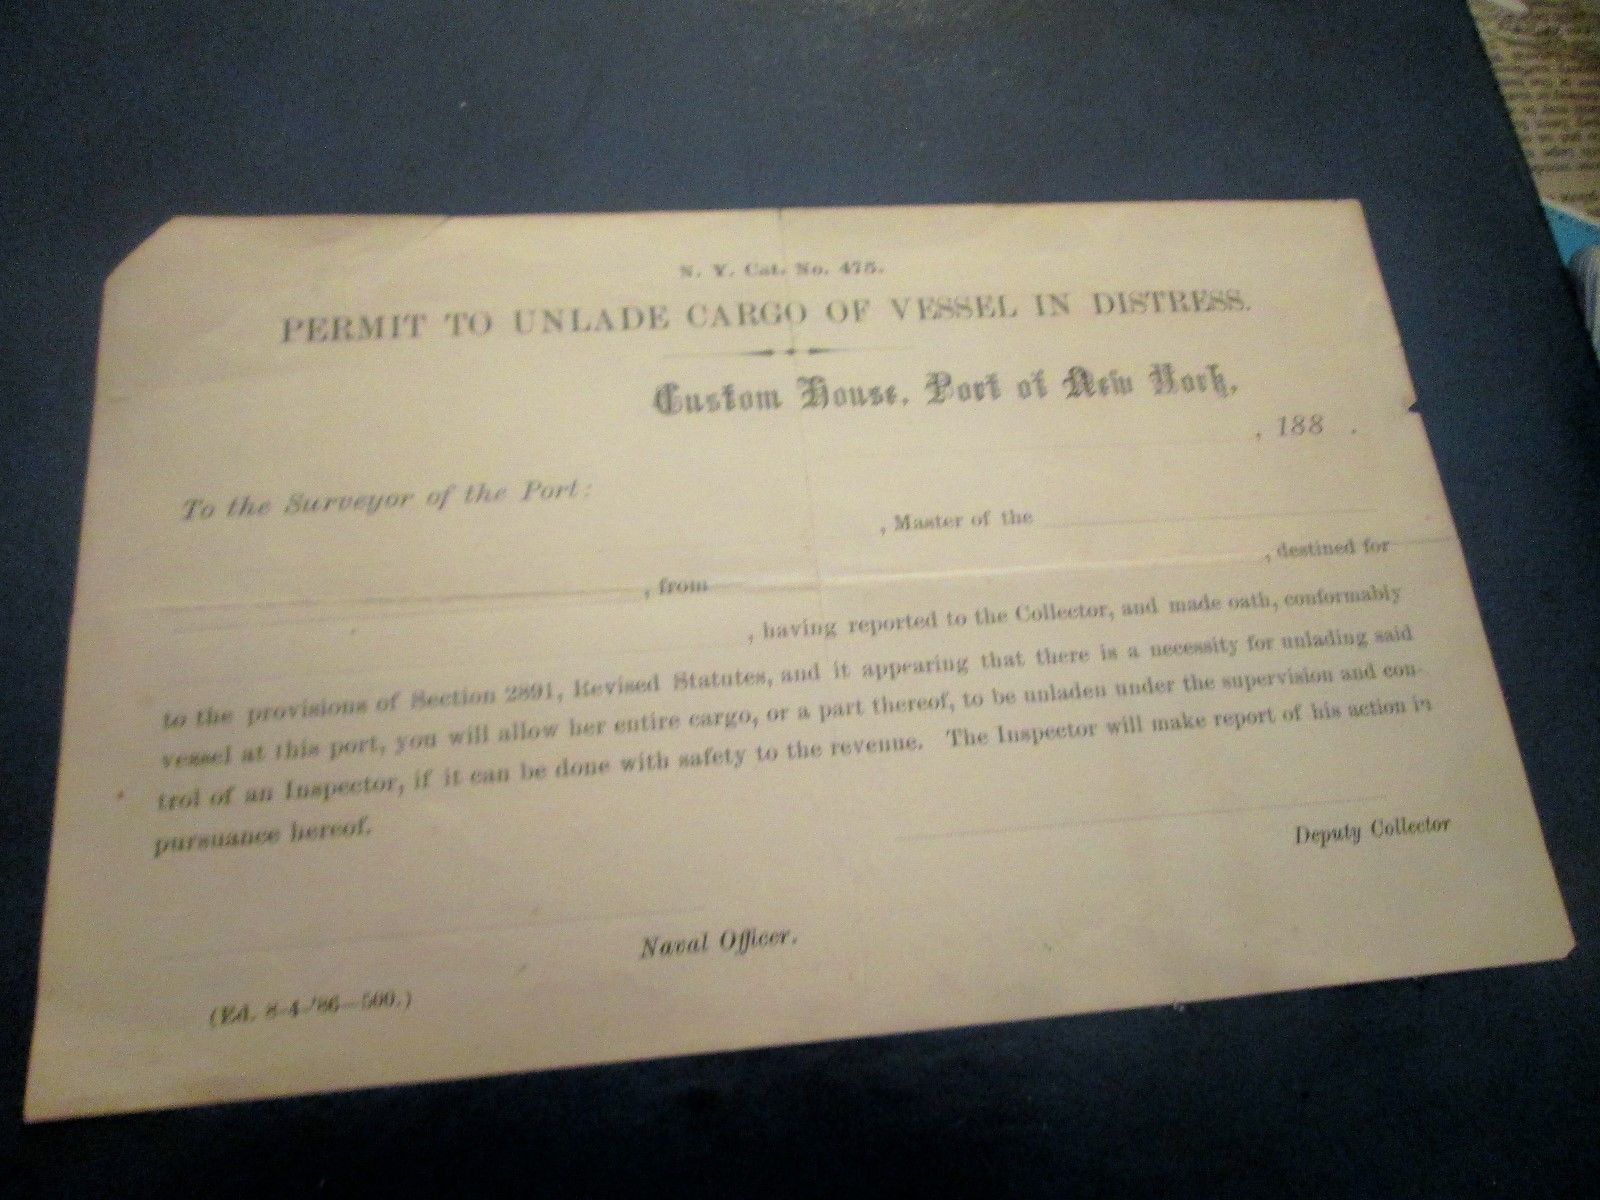 N. Y. Cat. No. 475.
PERMIT TO UNLADE CARGO OF VESSEL IN DISTRESS.
Custom House, Port of New York,
, 188 .
To the Surveyor of the Port:
, Master of the
, from , destined for
, having reported to the Collector, and made oath, conformably
to the provisions of Section 2891, Revised Statutes, and it appearing that there is a necessity for unlading said
vessel at this port, you will allow her entire cargo, or a part thereof, to be unladen under the supervision and con-
trol of an Inspector, if it can be done with safety to the revenue. The Inspector will make report of his action in
pursuance hereof.
Deputy Collector
Naval Officer.
(Ed. 8-4-'86—500.)